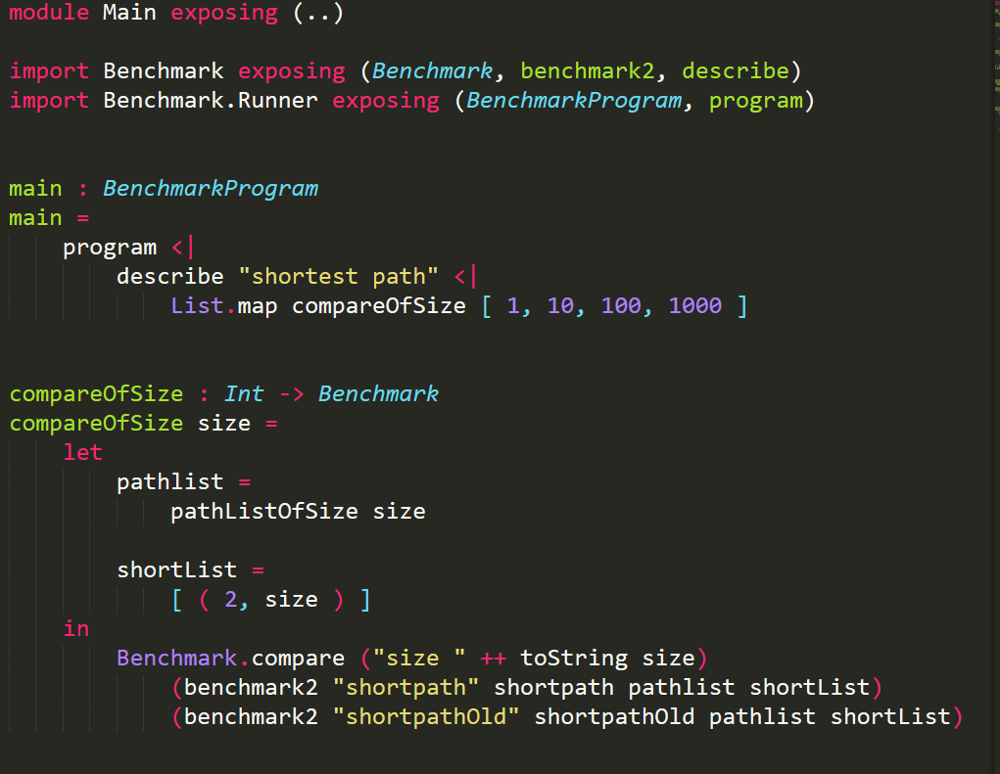 module Main exposing (..)
import Benchmark exposing (Benchmark, benchmark2, describe)
import Benchmark.Runner exposing (BenchmarkProgram, program)
main : BenchmarkProgram
main =
    program <|
        describe "shortest path" <|
            List.map compareOfSize [ 1, 10, 100, 1000 ]
compareOfSize : Int -> Benchmark
compareOfSize size =
    let
        pathlist =
            pathListOfSize size
        shortList =
            [ ( 2, size ) ]
    in
        Benchmark.compare ("size " ++ toString size)
            (benchmark2 "shortpath" shortpath pathlist shortList)
            (benchmark2 "shortpathOld" shortpathOld pathlist shortList)